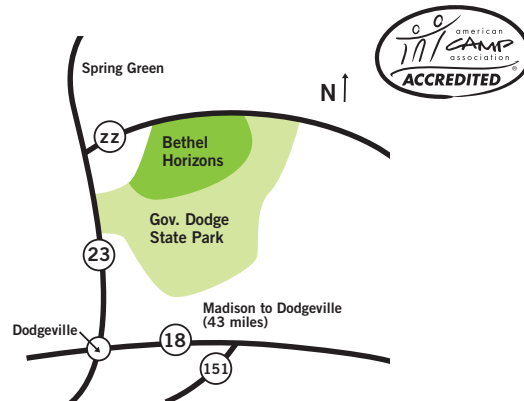 american
CAMP
association
®
ACCREDITED
Spring Green
N
ZZ
Bethel
Horizons
Gov. Dodge
State Park
23
Madison to Dodgeville
(43 miles)
Dodgeville
18
151